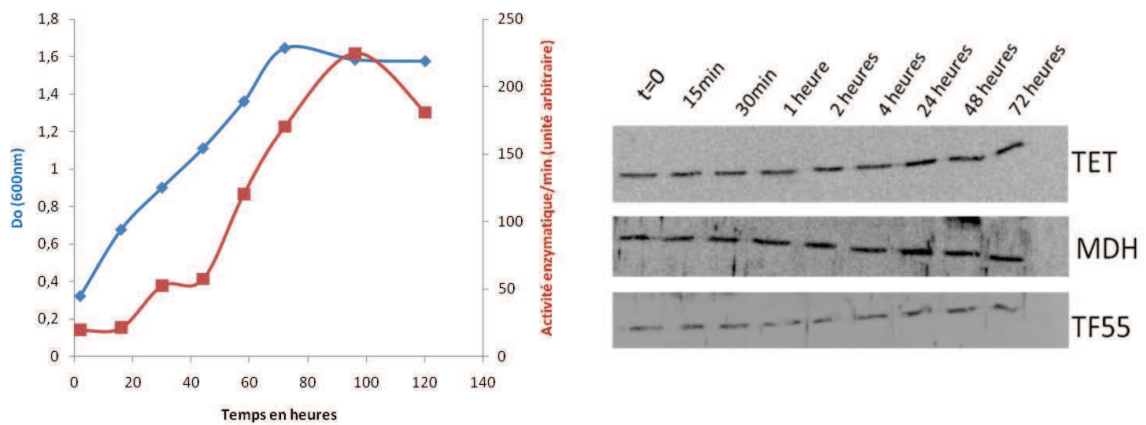 1,8
1,6
1,4
1,2
1
0,8
0,6
0,4
0,2
0
Do (600nm)
250
200
150
100
50
0
Activité enzymatique/min (unité arbitraire)
0 20 40 60 80 100 120 140
Temps en heures
t=0 15min 30min 1 heure 2 heures 4 heures 24 heures 48 heures 72 heures
TET
MDH
TF55